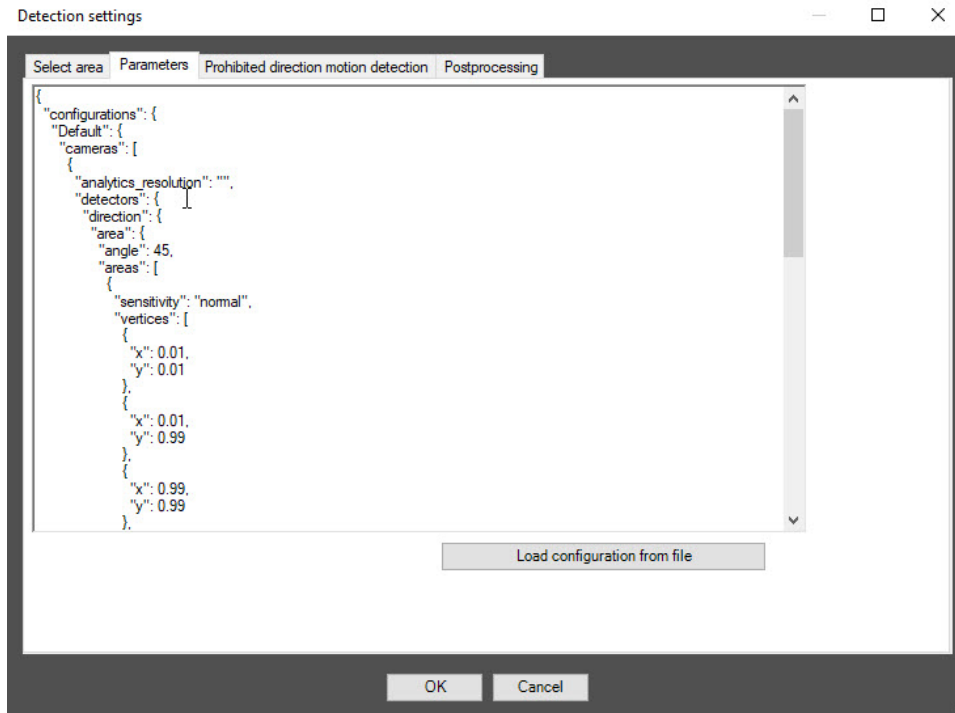 Detection settings
Select area Parameters Prohibited direction motion detection Postprocessing
{
"configurations": {
"Default": {
"cameras": [
{
"analytics_resolution": "",
"detectors": {
"direction": {
"area": {
"angle": 45,
"areas": [
{
"sensitivity": "normal",
"vertices": [
{
"x": 0.01,
"y": 0.01
},
{
"x": 0.01,
"y": 0.99
},
{
"x": 0.99,
"y": 0.99
},
Load configuration from file
OK Cancel